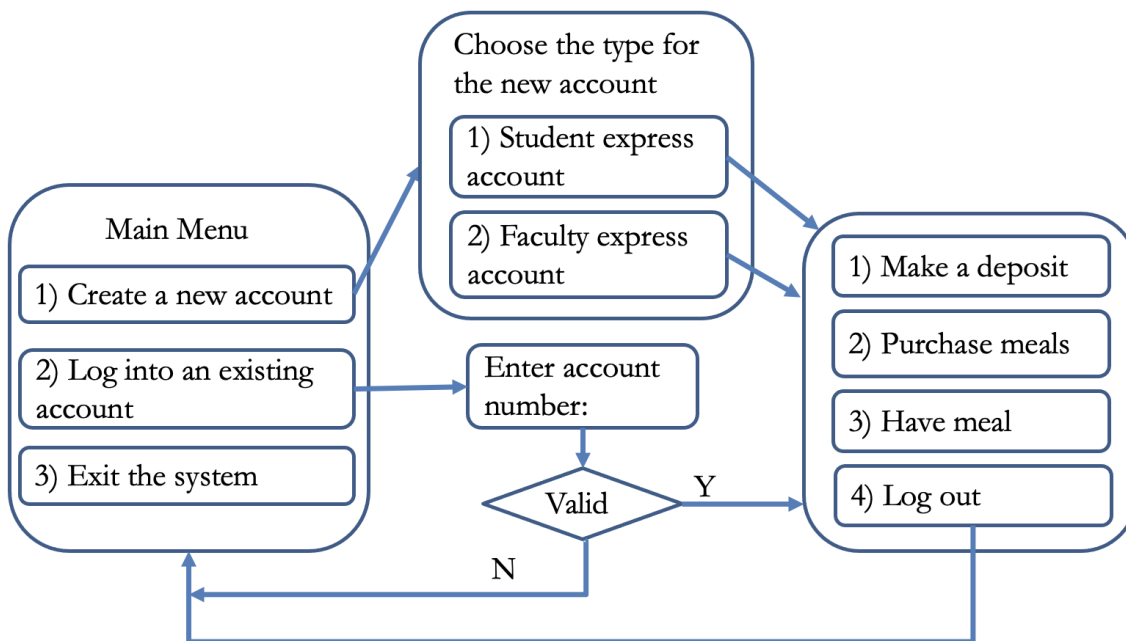 Main Menu
1) Create a new account
2) Log into an existing
account
3) Exit the system
Choose the type for
the new account
1) Student express
account
2) Faculty express
account
Enter account
number:
Valid
Y
N
1) Make a deposit
2) Purchase meals
3) Have meal
4) Log out